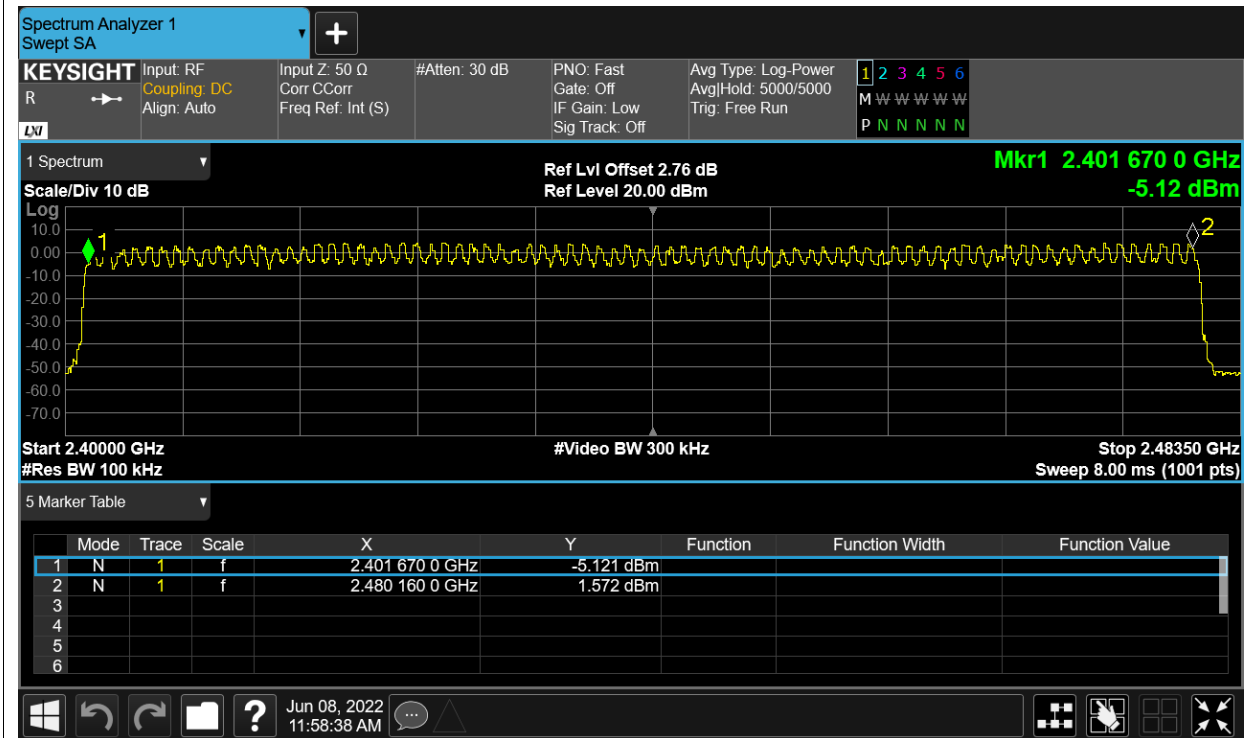 Spectrum Analyzer 1
Swept SA
KEYSIGHT
R
LXI
Input: RF
Coupling: DC
Align: Auto
Input Z: 50 Ω
Corr CCorr
Freq Ref: Int (S)
#Atten: 30 dB
PNO: Fast
Gate: Off
IF Gain: Low
Sig Track: Off
Avg Type: Log-Power
Avg|Hold: 5000/5000
Trig: Free Run
1 2 3 4 5 6
M W W W W W
P N N N N N
1 Spectrum
Scale/Div 10 dB
Ref Lvl Offset 2.76 dB
Ref Level 20.00 dBm
Mkr1 2.401 670 0 GHz
-5.12 dBm
Log
10.0
0.00
-10.0
-20.0
-30.0
-40.0
-50.0
-60.0
-70.0
1
2
Start 2.40000 GHz
#Res BW 100 kHz
#Video BW 300 kHz
Stop 2.48350 GHz
Sweep 8.00 ms (1001 pts)
5 Marker Table
Mode Trace Scale X Y Function Function Width Function Value
1 N 1 f 2.401 670 0 GHz -5.121 dBm
2 N 1 f 2.480 160 0 GHz 1.572 dBm
3
4
5
6
?
Jun 08, 2022
11:58:38 AM